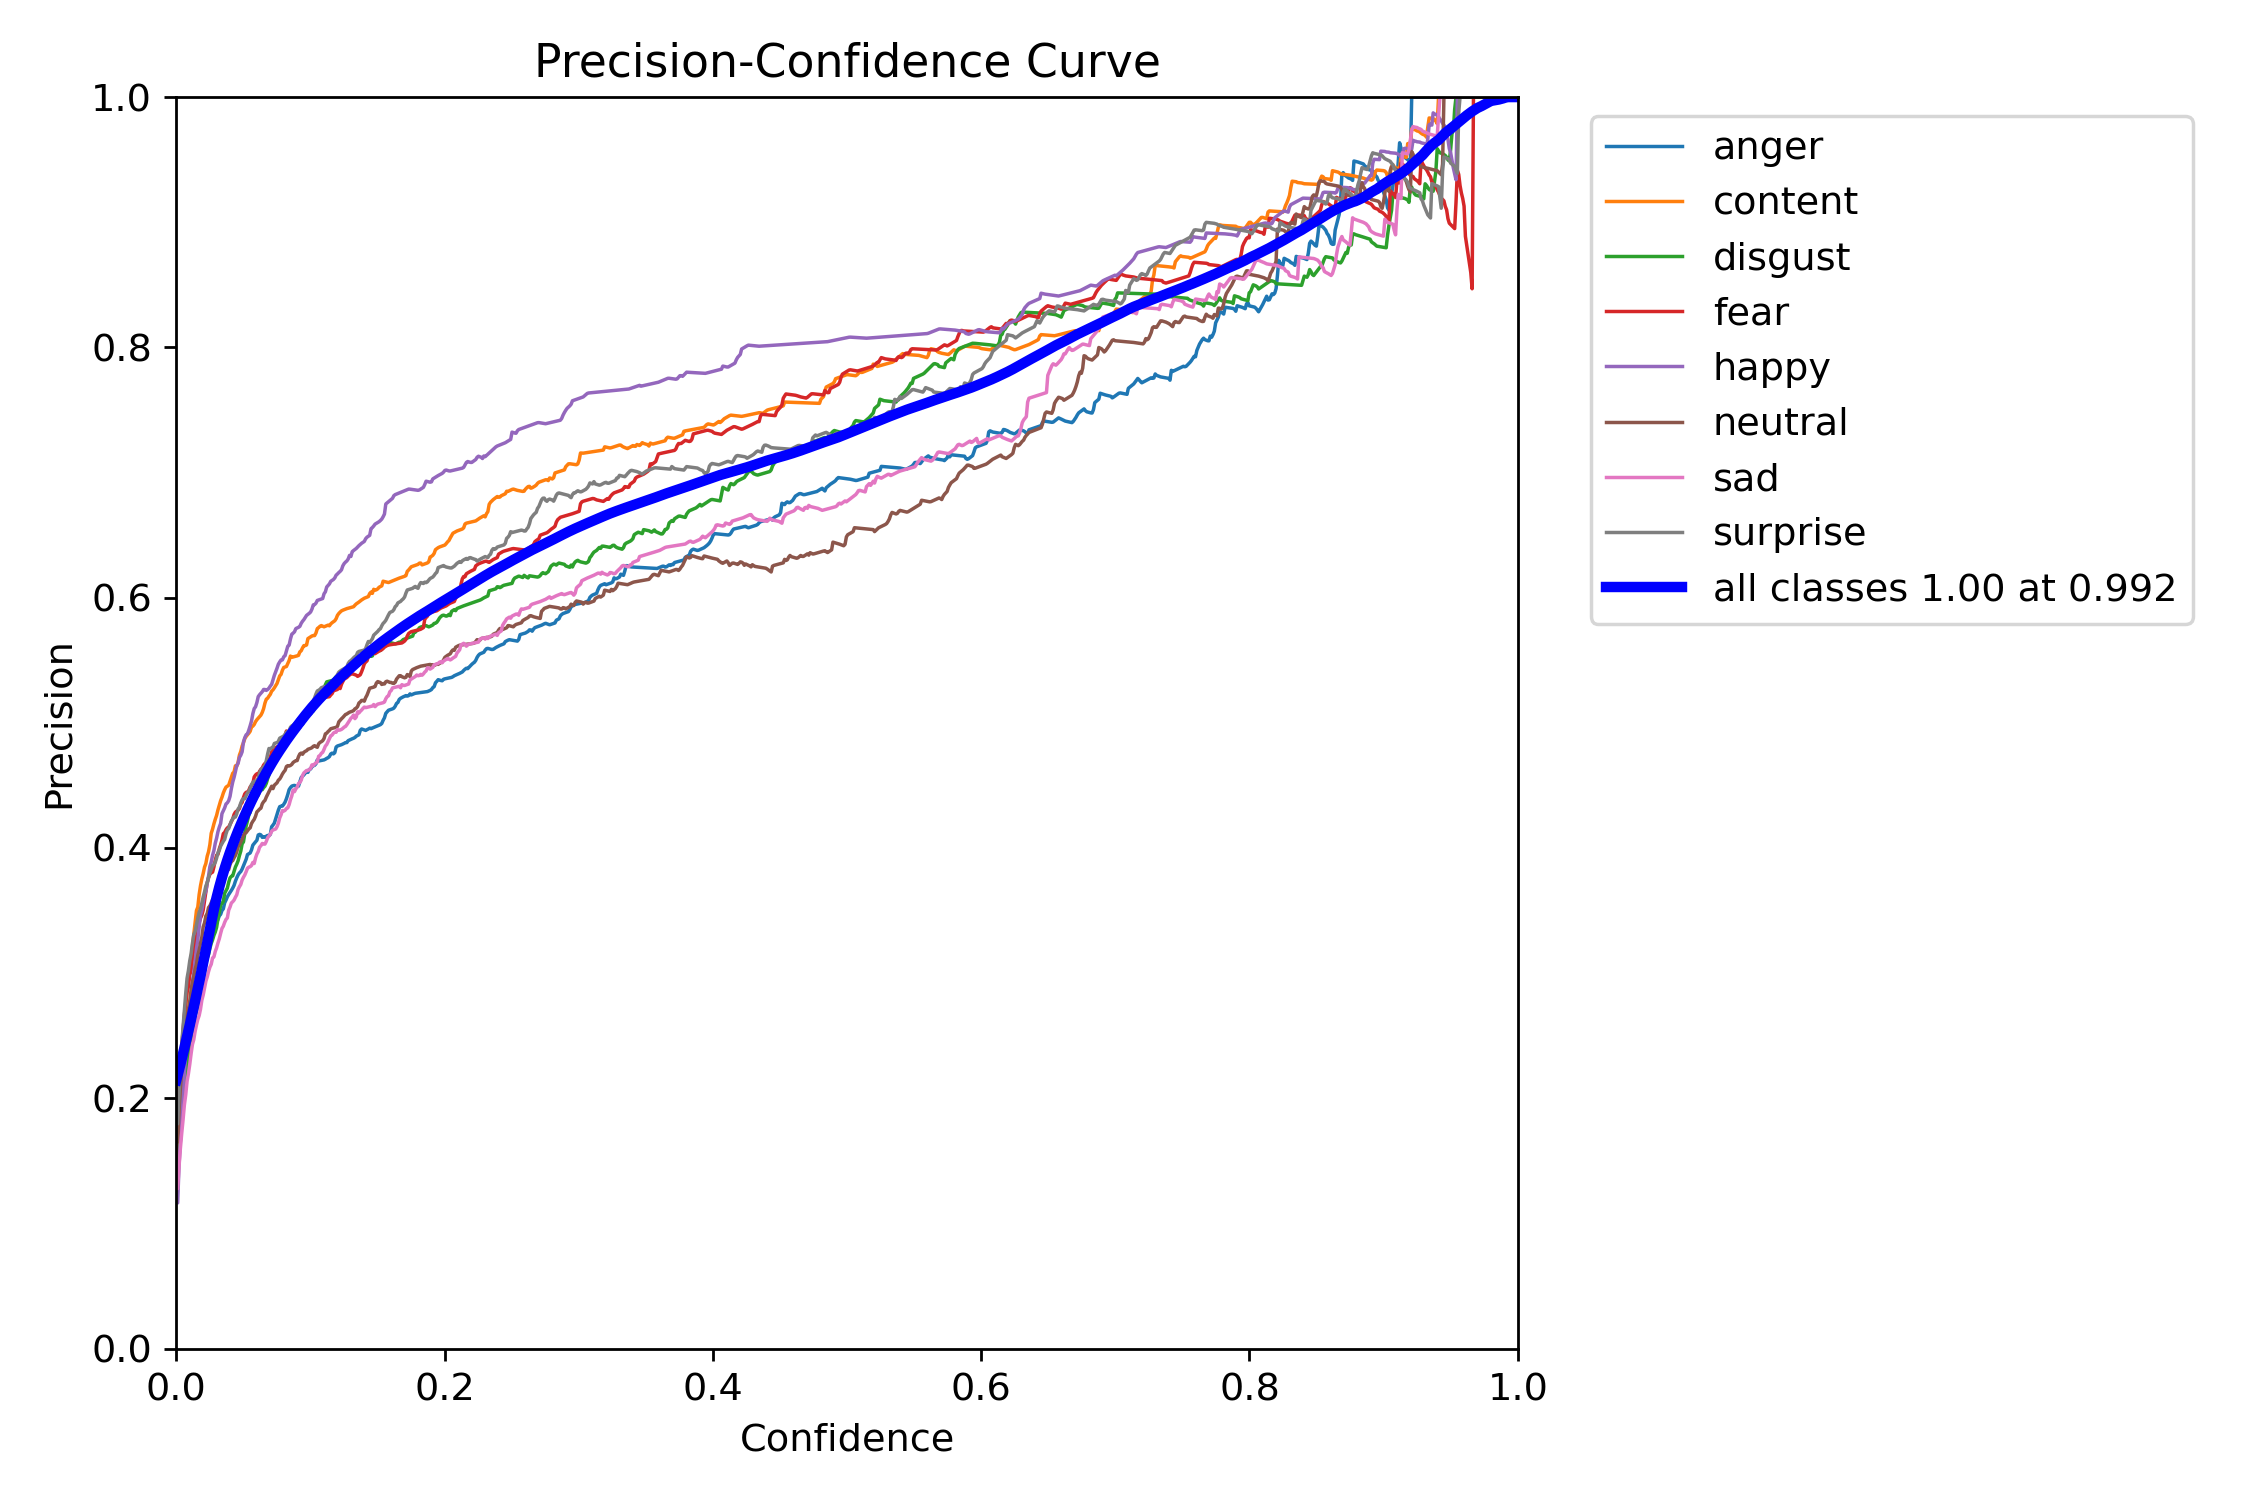 Precision-Confidence Curve
1.0
0.8
0.6
0.4
0.2
0.0
Precision
0.0 0.2 0.4 0.6 0.8 1.0
Confidence
anger
content
disgust
fear
happy
neutral
sad
surprise
all classes 1.00 at 0.992